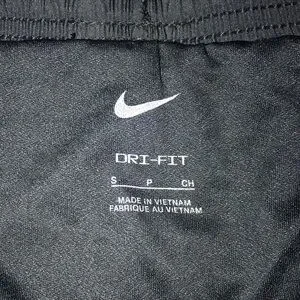 DRI-FIT
S P CH
MADE IN VIETNAM
FABRIQUE AU VIETNAM